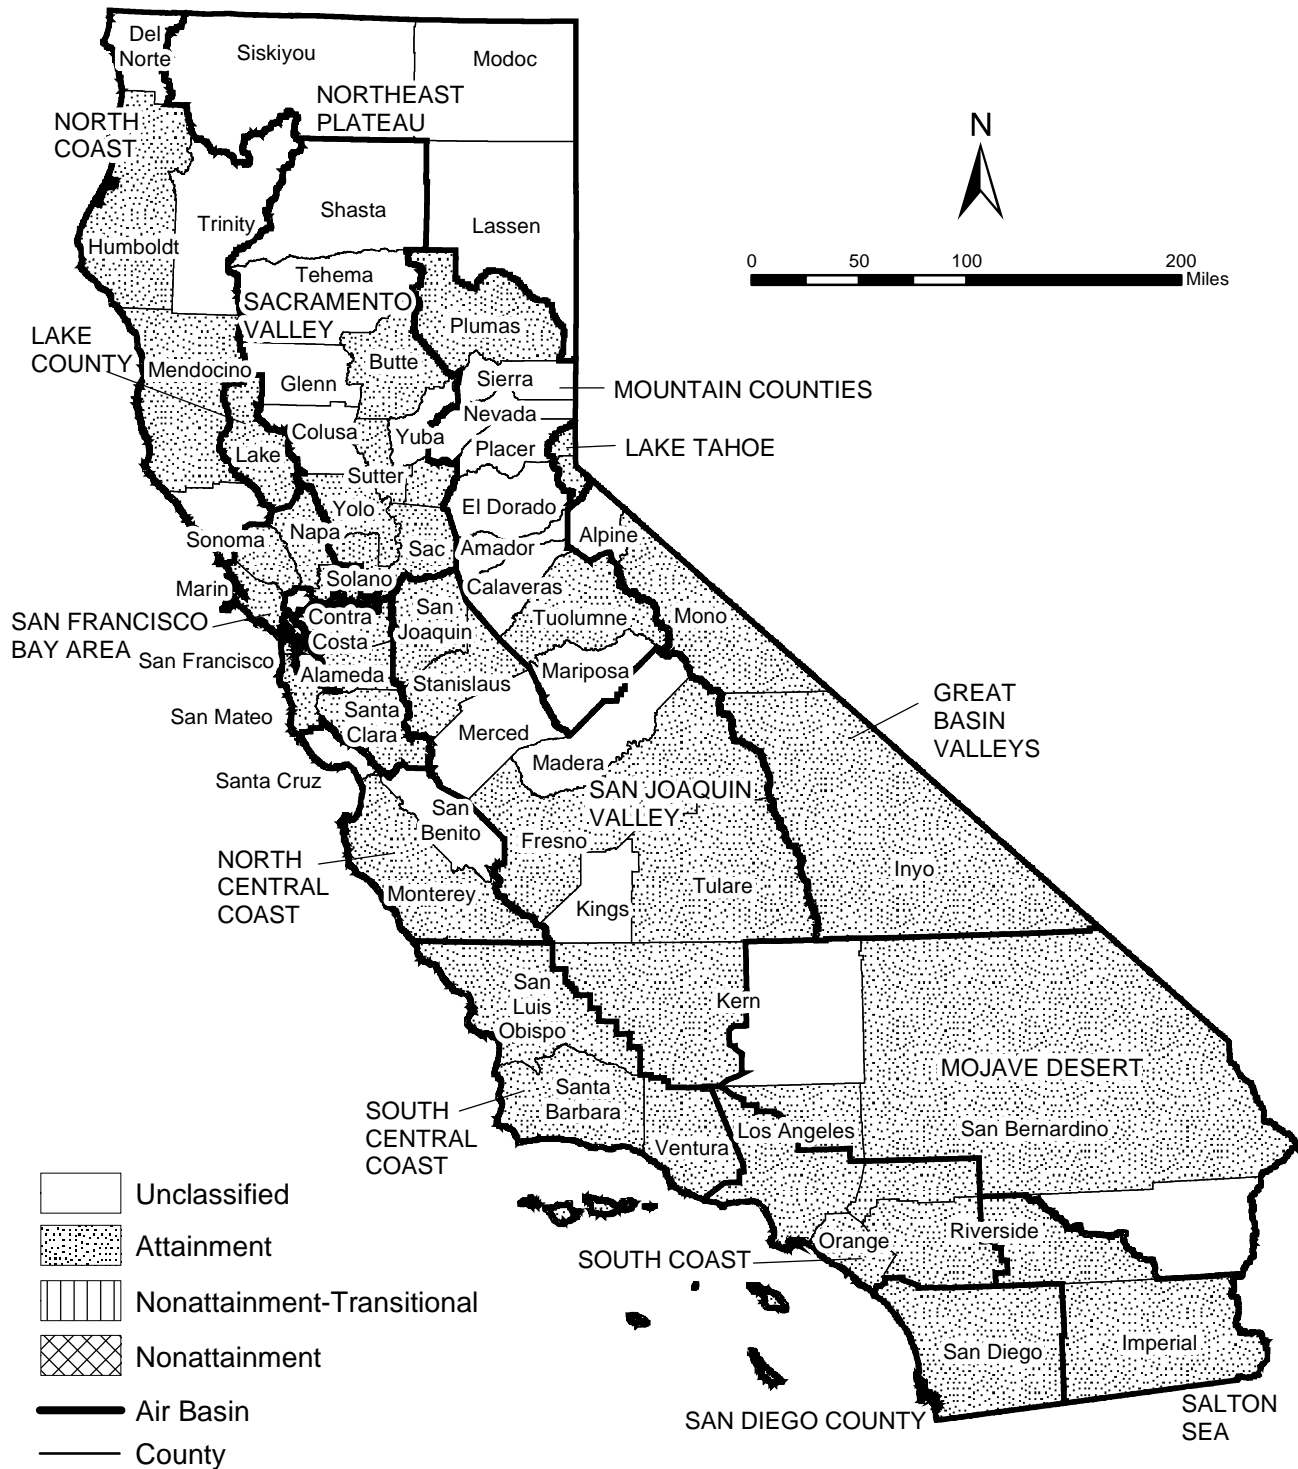 Del
Norte
Siskiyou
Modoc
NORTHEAST
PLATEAU
NORTH
COAST
N
Trinity
Shasta
Lassen
Humboldt
0 50 100 200
Miles
Tehema
SACRAMENTO
VALLEY
LAKE
COUNTY
Plumas
Butte
Mendocino
Glenn
Sierra
MOUNTAIN COUNTIES
Nevada
Colusa
Yuba
Placer
LAKE TAHOE
Lake
Sutter
El Dorado
Yolo
Napa
Sonoma
Sac
Amador
Alpine
Solano
Marin
Calaveras
San
Joaquin
Contra
Costa
Tuolumne
Mono
SAN FRANCISCO
BAY AREA
San Francisco
Alameda
Stanislaus
Mariposa
GREAT
BASIN
VALLEYS
San Mateo
Santa
Clara
Merced
Madera
Santa Cruz
SAN JOAQUIN
VALLEY
San
Benito
Fresno
NORTH
CENTRAL
COAST
Monterey
Kings
Tulare
Inyo
San
Luis
Obispo
Kern
MOJAVE DESERT
Santa
Barbara
SOUTH
CENTRAL
COAST
Ventura
Los Angeles
San Bernardino
Unclassified
Attainment
Nonattainment-Transitional
Nonattainment
Air Basin
County
Orange
Riverside
SOUTH COAST
San Diego
Imperial
SAN DIEGO COUNTY
SALTON
SEA